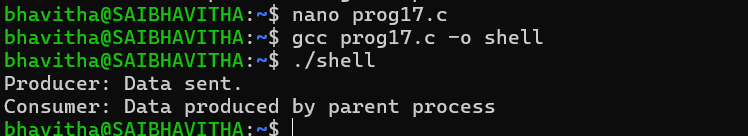 bhavitha@SAIBHAVITHA:~$ nano prog17.c
bhavitha@SAIBHAVITHA:~$ gcc prog17.c -o shell
bhavitha@SAIBHAVITHA:~$ ./shell
Producer: Data sent.
Consumer: Data produced by parent process
bhavitha@SAIBHAVITHA:~$